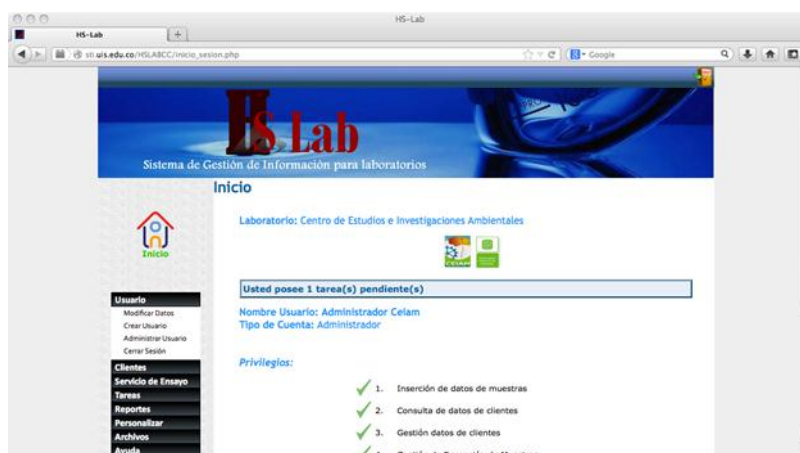 HS-Lab
HS-Lab
sti.uis.edu.co/HSLABCC/inicio_sesion.php
Google
HS Lab
Sistema de Gestión de Información para laboratorios
Inicio
Laboratorio: Centro de Estudios e Investigaciones Ambientales
Inicio
CEIAM
Usted posee 1 tarea(s) pendiente(s)
Usuario
Modificar Datos
Crear Usuario
Administrar Usuario
Cerrar Sesión
Nombre Usuario: Administrador Ceiam
Tipo de Cuenta: Administrador
Clientes
Servicio de Ensayo
Tareas
Reportes
Personalizar
Archivos
Ayuda
Privilegios:
1. Inserción de datos de muestras
2. Consulta de datos de clientes
3. Gestión datos de clientes